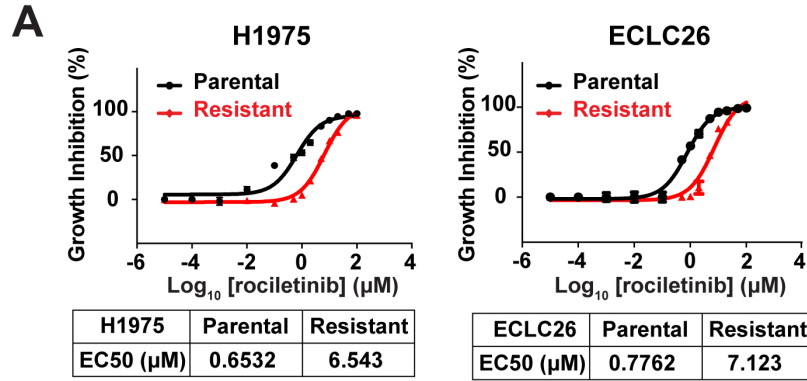 A
H1975
Growth Inhibition (%)
100
50
0
Parental
Resistant
-6 -4 -2 0 2 4
Log10 [rociletinib] (µM)
H1975 Parental Resistant
EC50 (µM) 0.6532 6.543
ECLC26
Growth Inhibition (%)
100
50
0
Parental
Resistant
-6 -4 -2 0 2 4
Log10 [rociletinib] (µM)
ECLC26 Parental Resistant
EC50 (µM) 0.7762 7.123